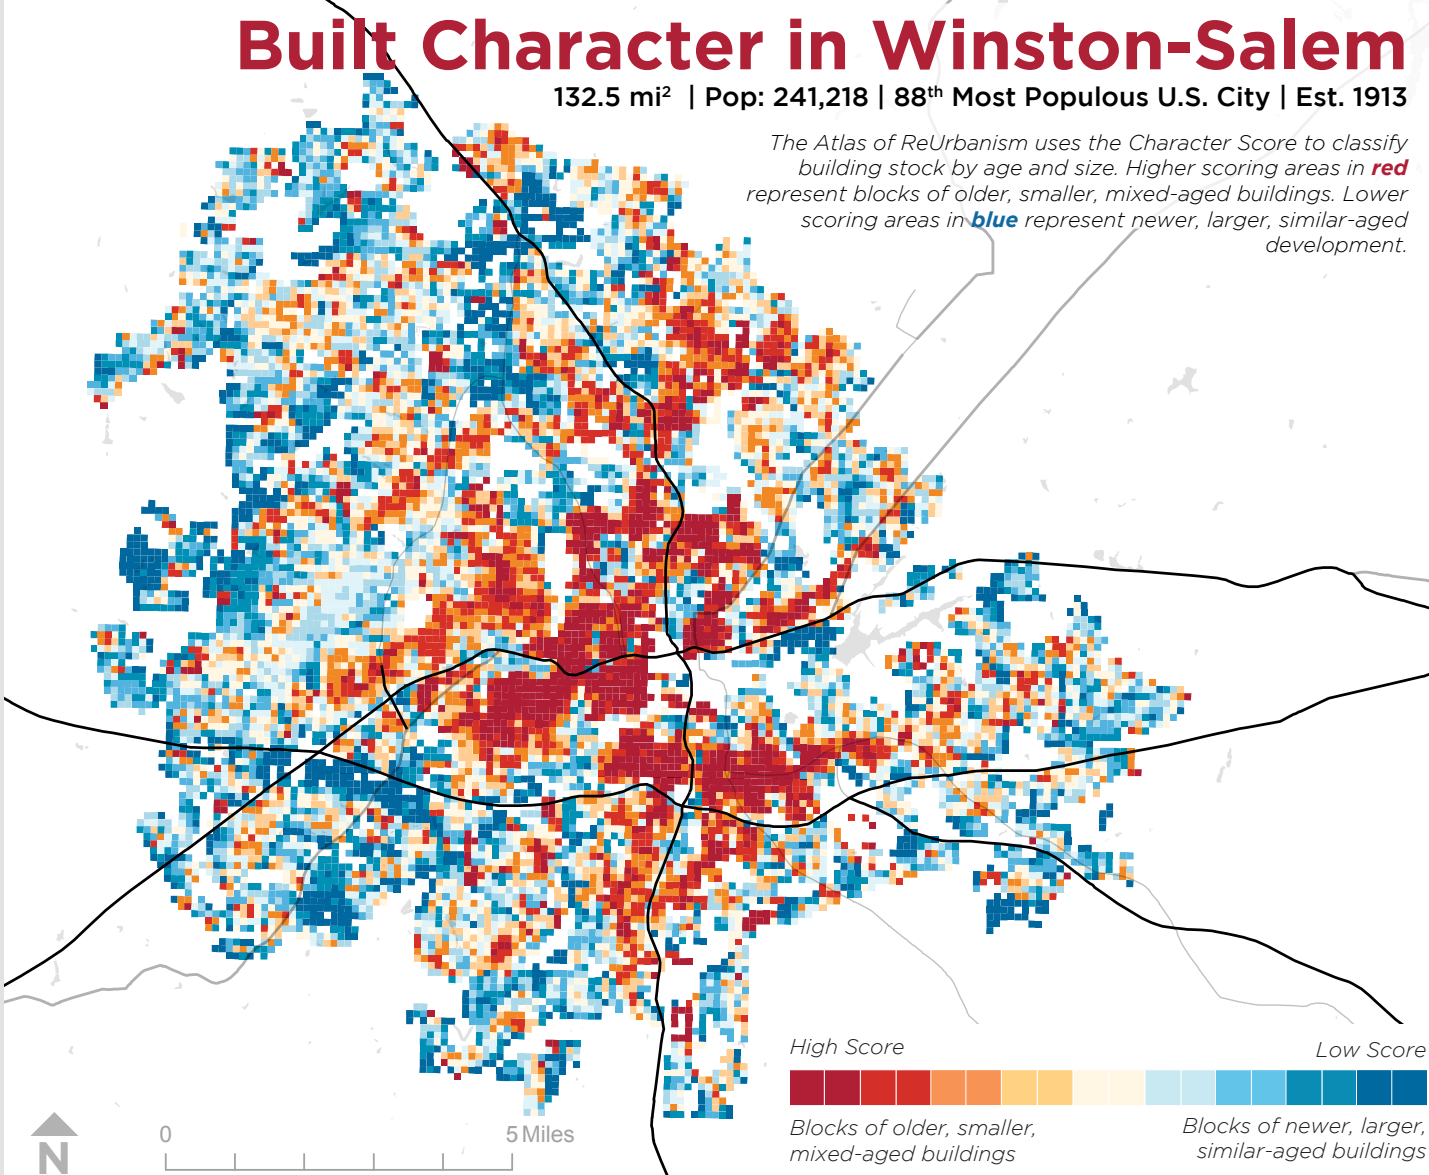 Built Character in Winston-Salem
132.5 mi² | Pop: 241,218 | 88th Most Populous U.S. City | Est. 1913
The Atlas of ReUrbanism uses the Character Score to classify
building stock by age and size. Higher scoring areas in red
represent blocks of older, smaller, mixed-aged buildings. Lower
scoring areas in blue represent newer, larger, similar-aged
development.
High Score
Low Score
Blocks of older, smaller,
mixed-aged buildings
Blocks of newer, larger,
similar-aged buildings
0
5 Miles
N